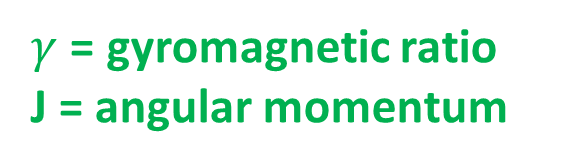 γ = gyromagnetic ratio
J = angular momentum